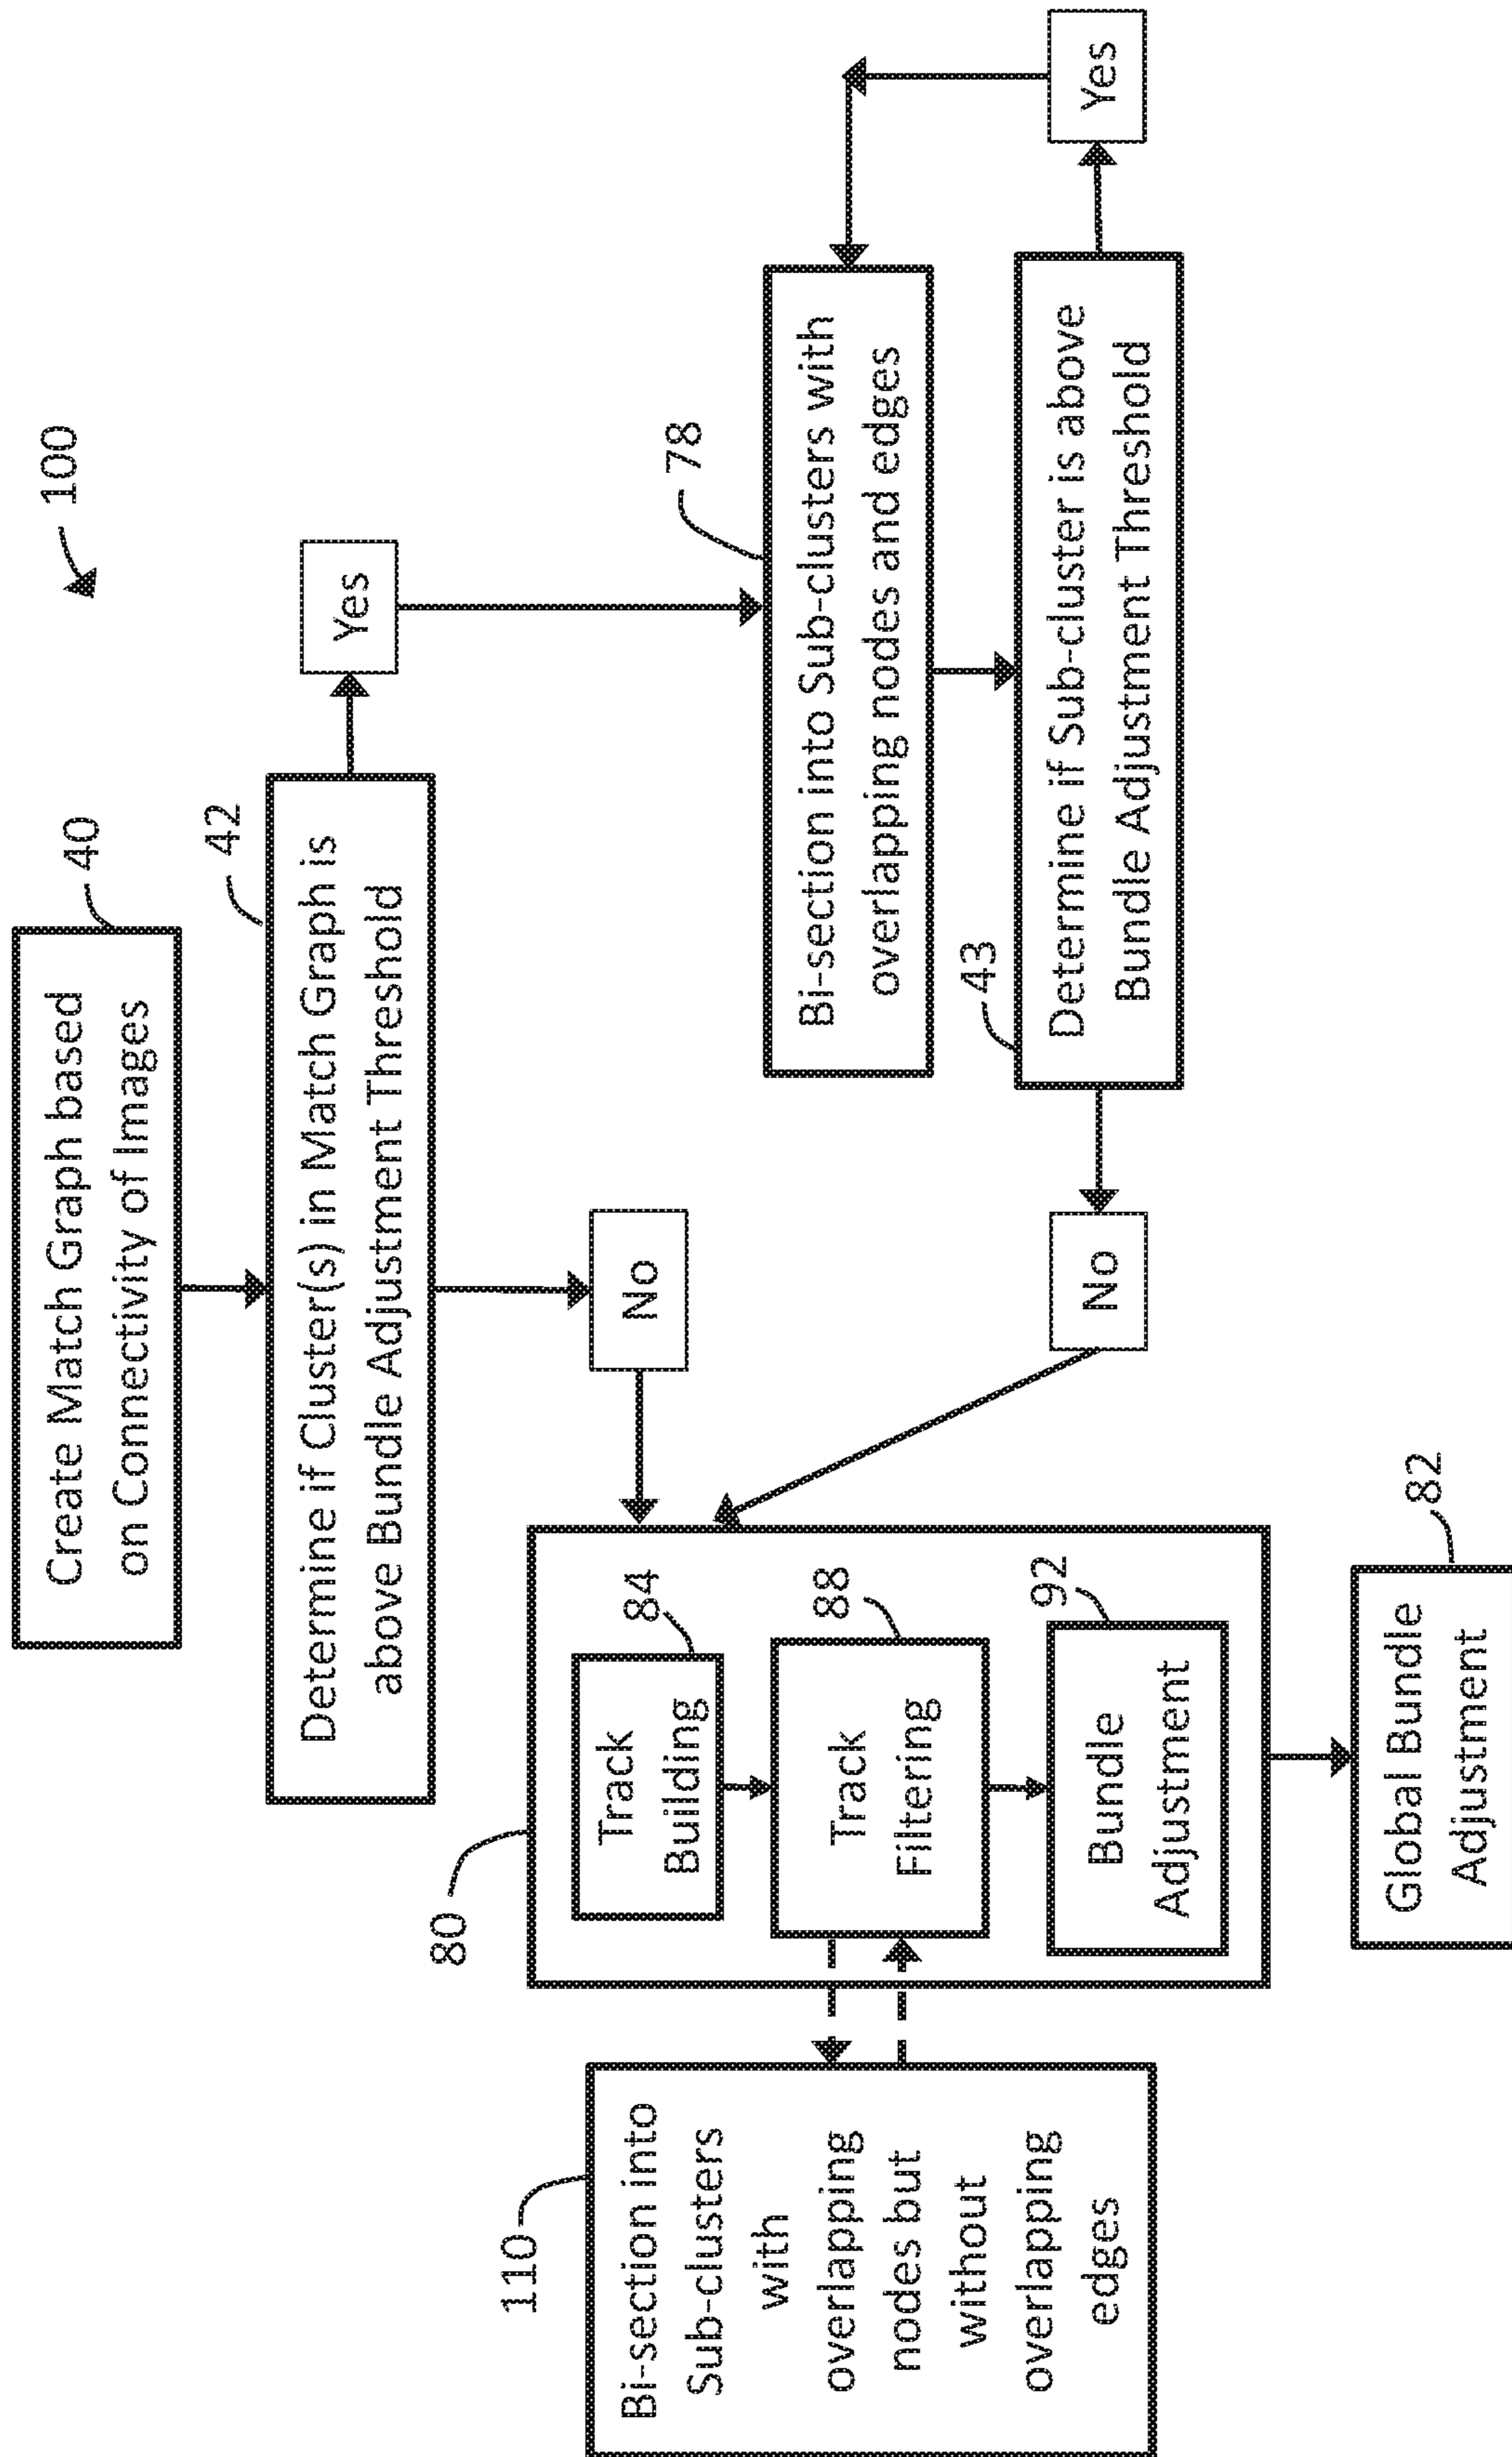 100
40
Create Match Graph based
on Connectivity of Images
42
Determine if Cluster(s) in Match Graph is
above Bundle Adjustment Threshold
Yes
No
78
Bi-section into Sub-clusters with
overlapping nodes and edges
43
Determine if Sub-cluster is above
Bundle Adjustment Threshold
Yes
No
80
84
Track
Building
88
Track
Filtering
92
Bundle
Adjustment
110
Bi-section into
Sub-clusters
with
overlapping
nodes but
without
overlapping
edges
82
Global Bundle
Adjustment